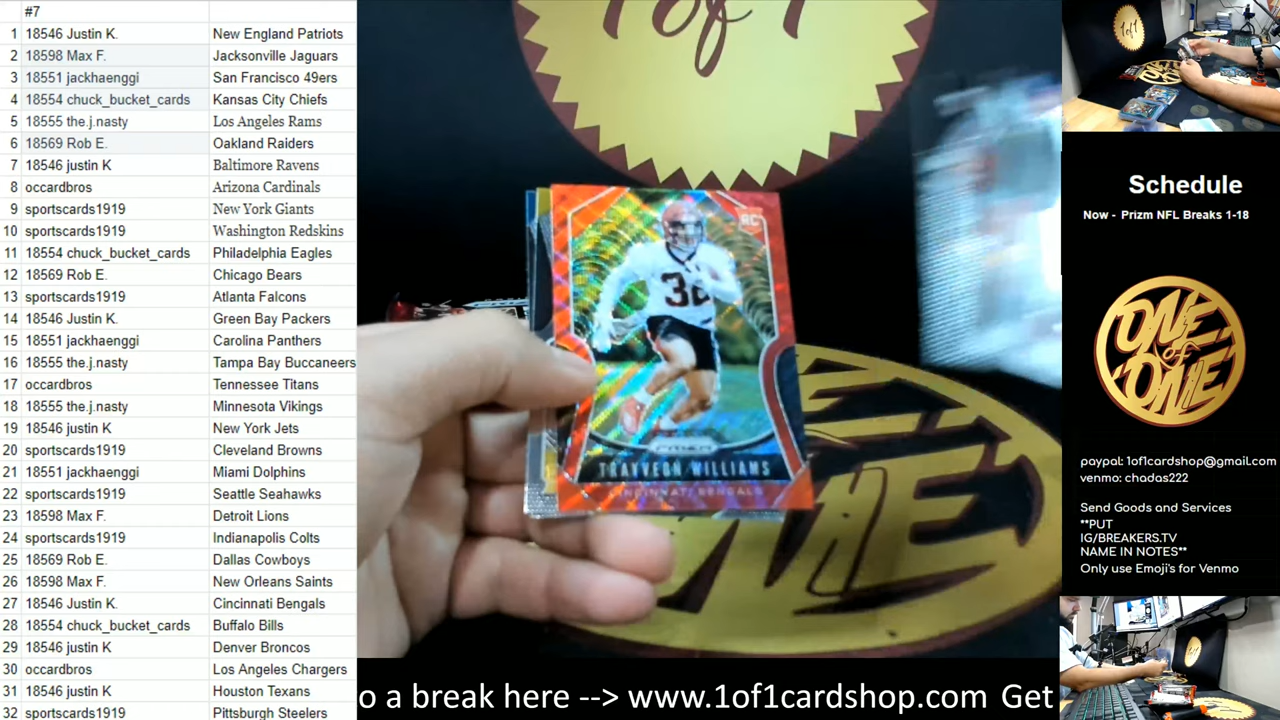 #7
1 18546 Justin K. New England Patriots
2 18598 Max F. Jacksonville Jaguars
3 18551 jackhaenggi San Francisco 49ers
4 18554 chuck_bucket_cards Kansas City Chiefs
5 18555 the.j.nasty Los Angeles Rams
6 18569 Rob E. Oakland Raiders
7 18546 justin K Baltimore Ravens
8 occardbros Arizona Cardinals
9 sportscards1919 New York Giants
10 sportscards1919 Washington Redskins
11 18554 chuck_bucket_cards Philadelphia Eagles
12 18569 Rob E. Chicago Bears
13 sportscards1919 Atlanta Falcons
14 18546 Justin K. Green Bay Packers
15 18551 jackhaenggi Carolina Panthers
16 18555 the.j.nasty Tampa Bay Buccaneers
17 occardbros Tennessee Titans
18 18555 the.j.nasty Minnesota Vikings
19 18546 justin K New York Jets
20 sportscards1919 Cleveland Browns
21 18551 jackhaenggi Miami Dolphins
22 sportscards1919 Seattle Seahawks
23 18598 Max F. Detroit Lions
24 sportscards1919 Indianapolis Colts
25 18569 Rob E. Dallas Cowboys
26 18598 Max F. New Orleans Saints
27 18546 Justin K. Cincinnati Bengals
28 18554 chuck_bucket_cards Buffalo Bills
29 18546 justin K Denver Broncos
30 occardbros Los Angeles Chargers
31 18546 justin K Houston Texans
32 sportscards1919 Pittsburgh Steelers
1 of 1
RC
32
PRIZM
TRAYVEON WILLIAMS
CINCINNATI BENGALS
o a break here --> www.1of1cardshop.com Get
1of1
Schedule
Now - Prizm NFL Breaks 1-18
ONE
of
ONE
paypal: 1of1cardshop@gmail.com
venmo: chadas222
Send Goods and Services
**PUT
IG/BREAKERS.TV
NAME IN NOTES**
Only use Emoji's for Venmo